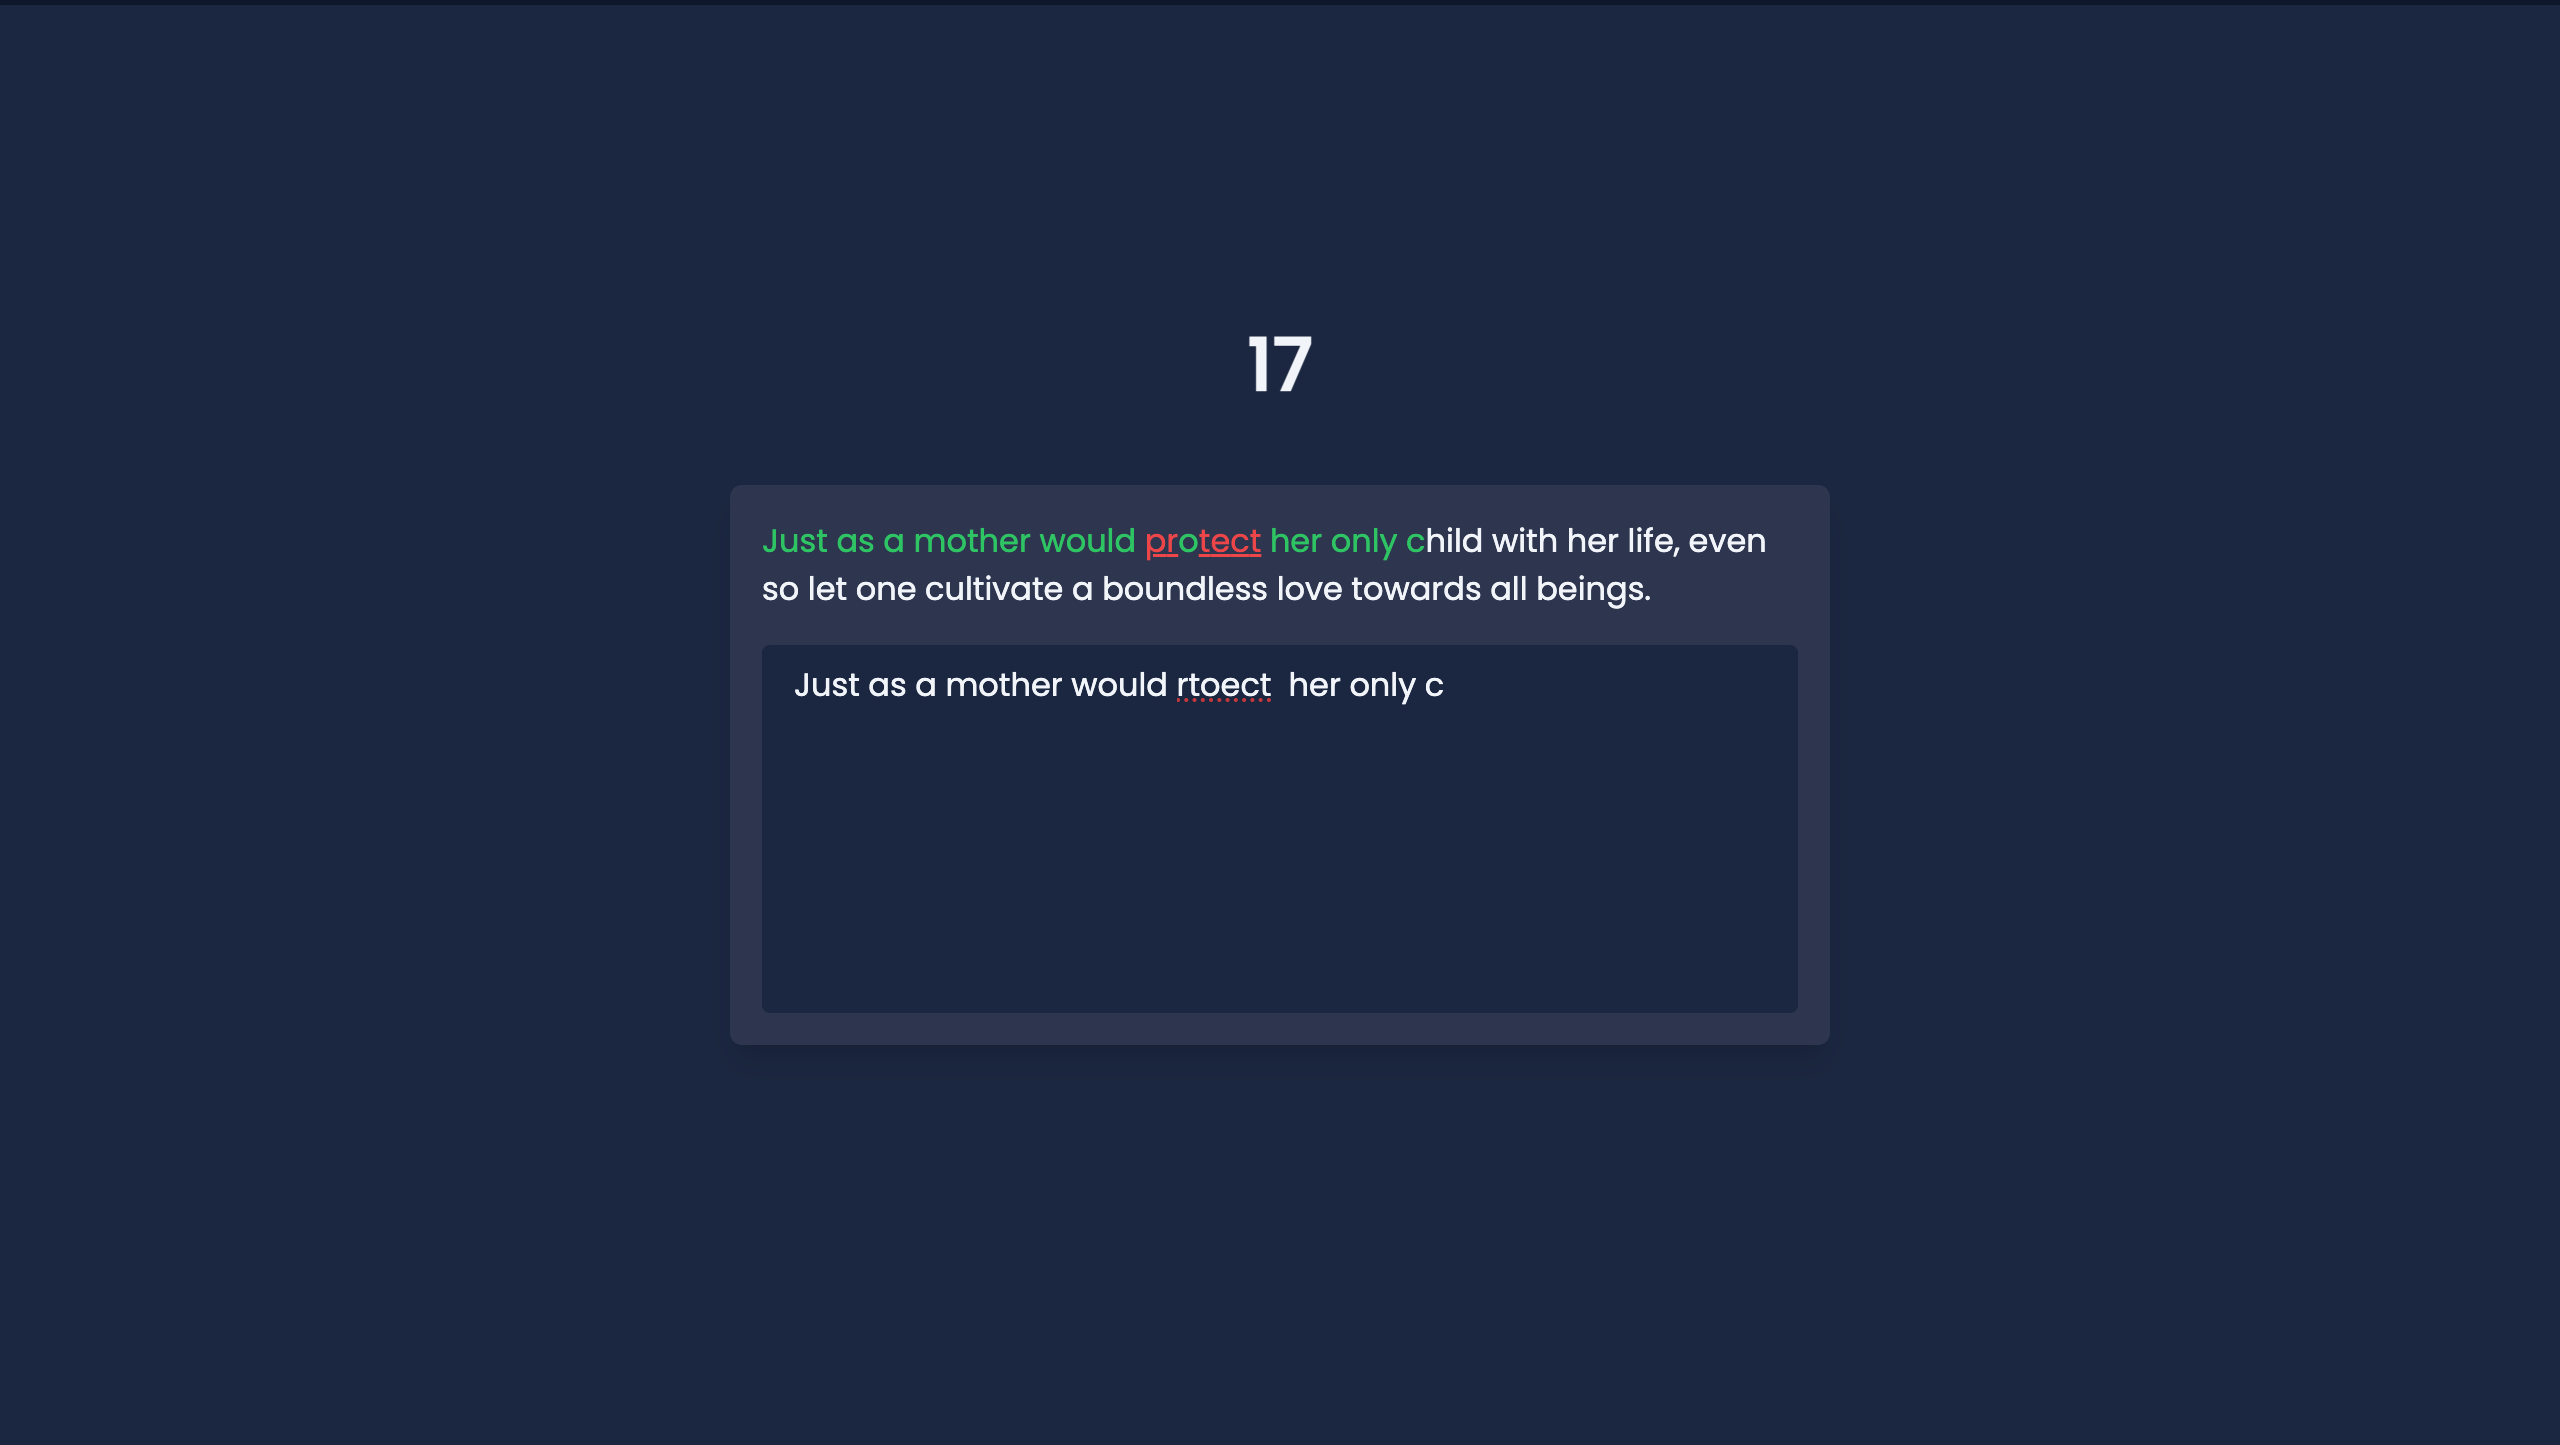 17
Just as a mother would protect her only child with her life, even
so let one cultivate a boundless love towards all beings.
Just as a mother would rtoect  her only c